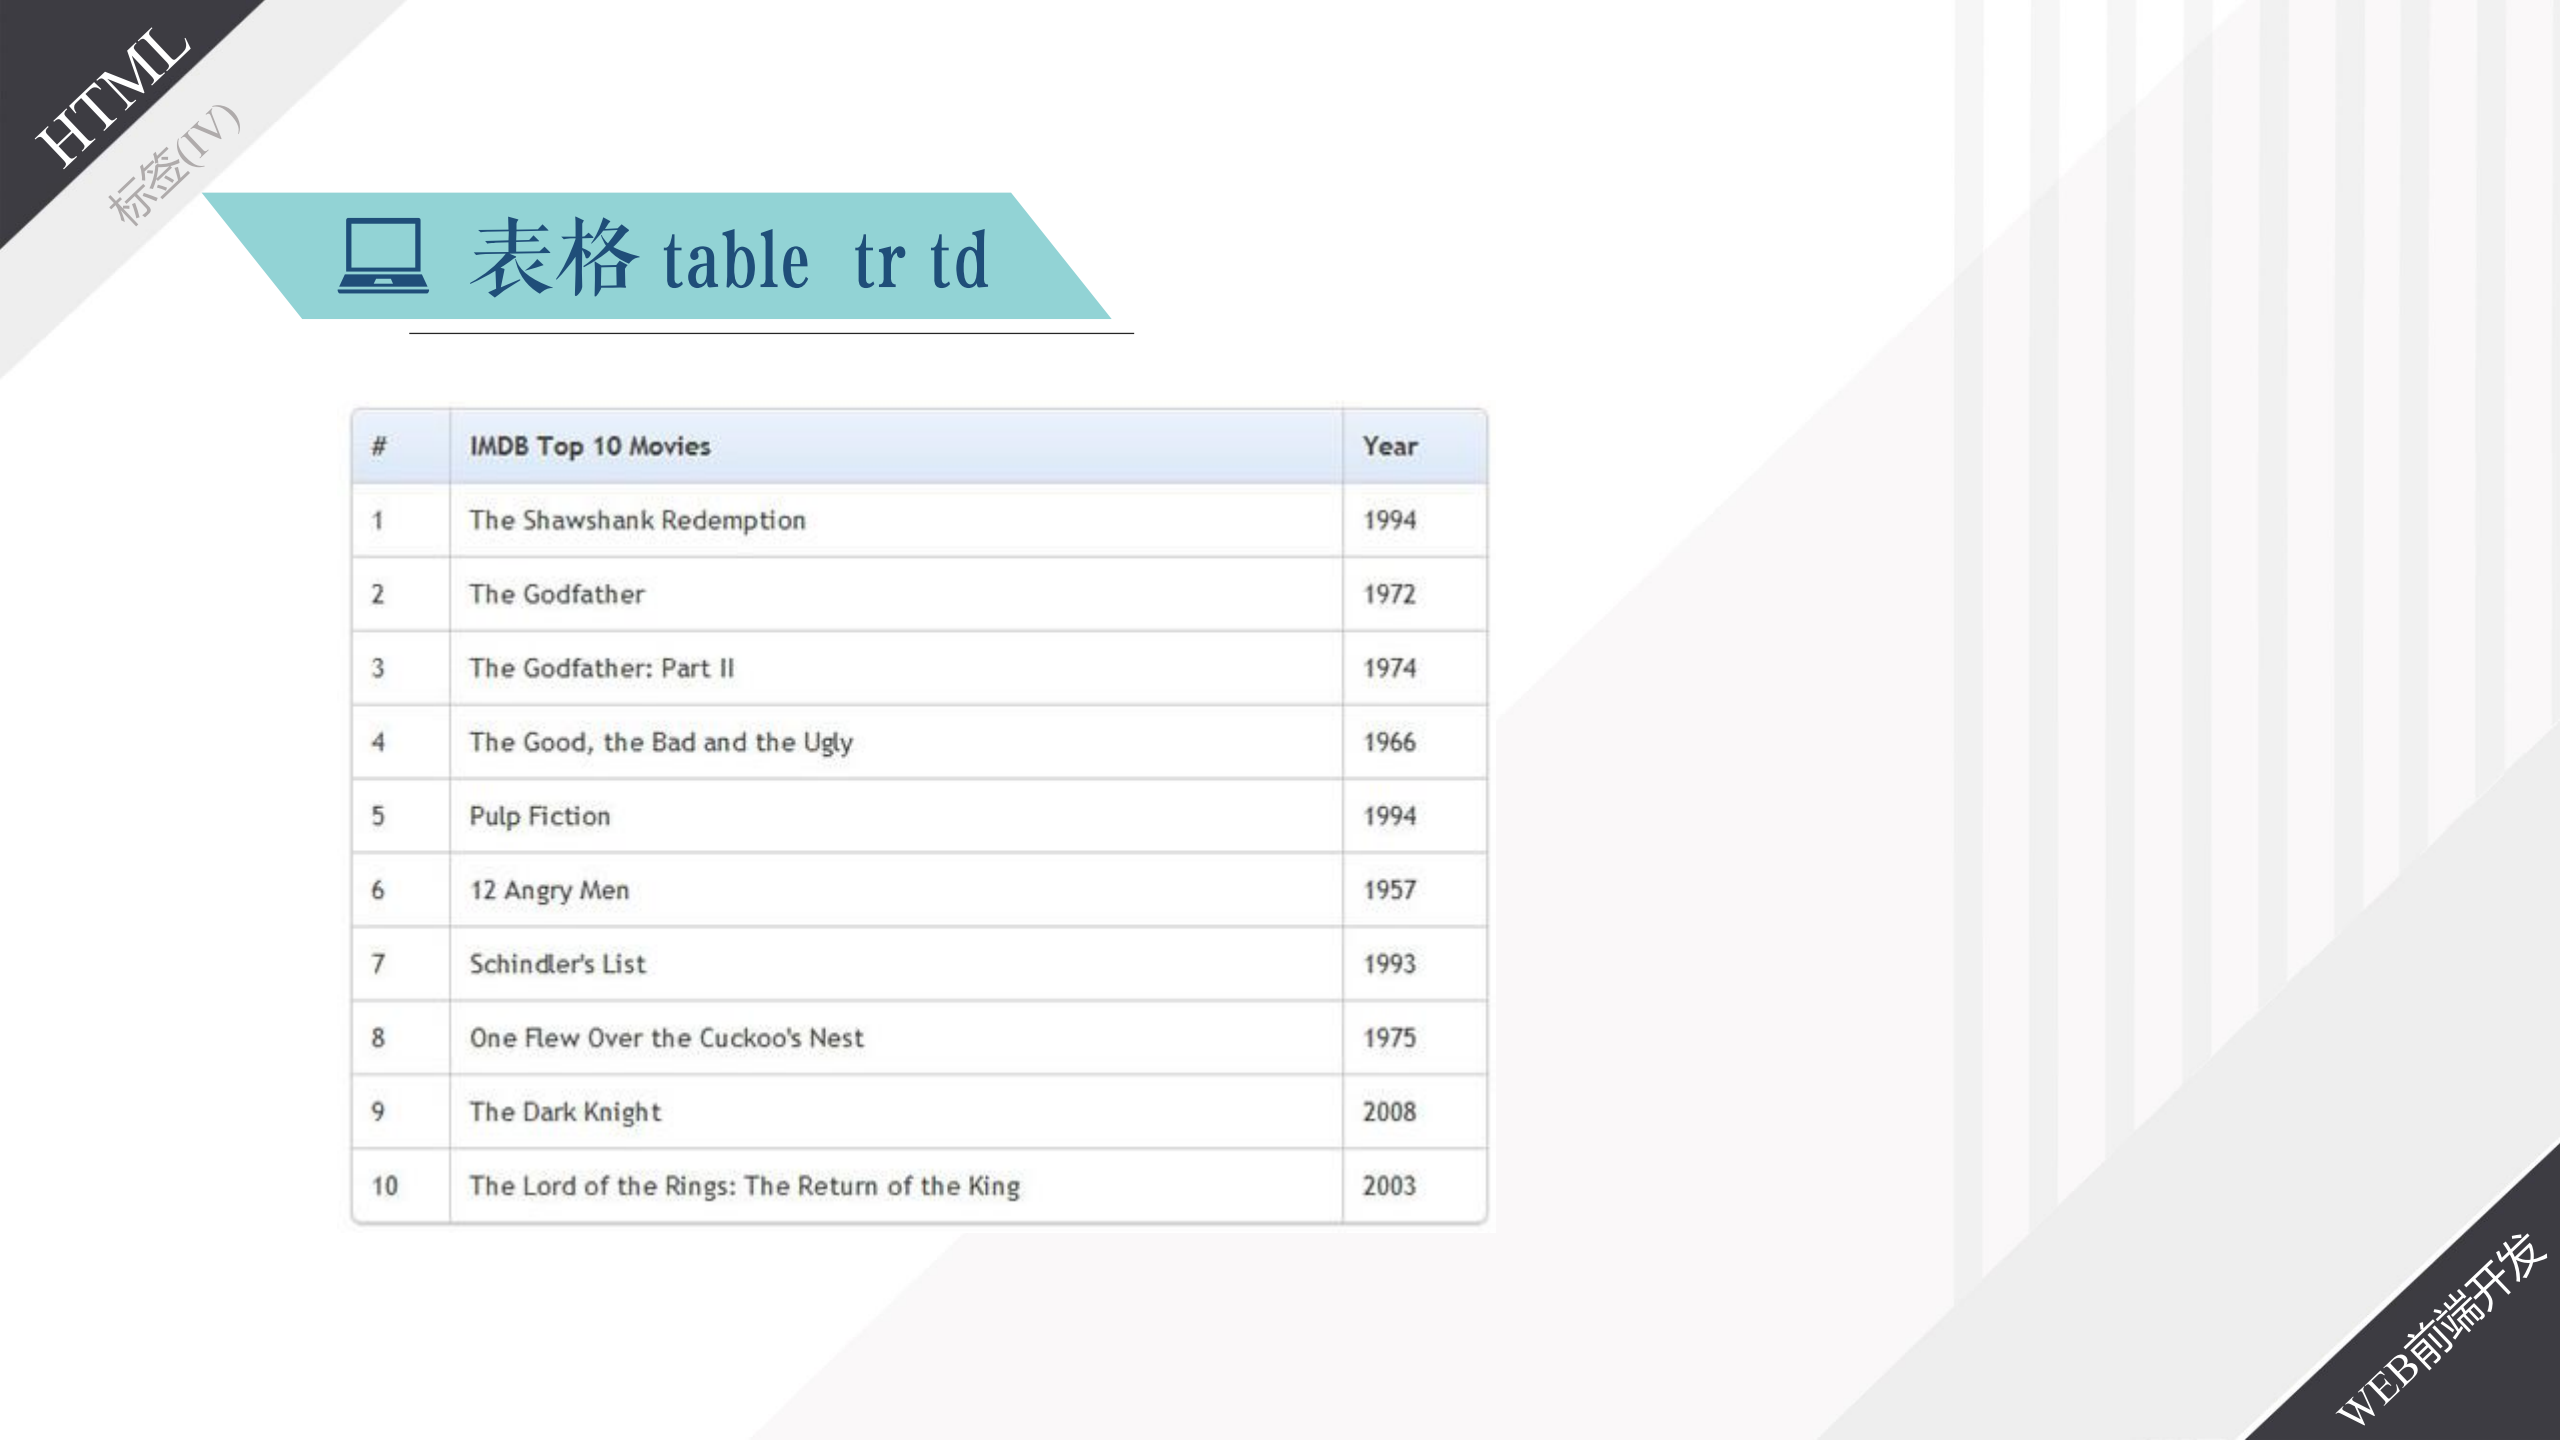 HTML
标签(IV)
表格 table tr td
# IMDB Top 10 Movies Year
1 The Shawshank Redemption 1994
2 The Godfather 1972
3 The Godfather: Part II 1974
4 The Good, the Bad and the Ugly 1966
5 Pulp Fiction 1994
6 12 Angry Men 1957
7 Schindler's List 1993
8 One Flew Over the Cuckoo's Nest 1975
9 The Dark Knight 2008
10 The Lord of the Rings: The Return of the King 2003
WEB前端开发